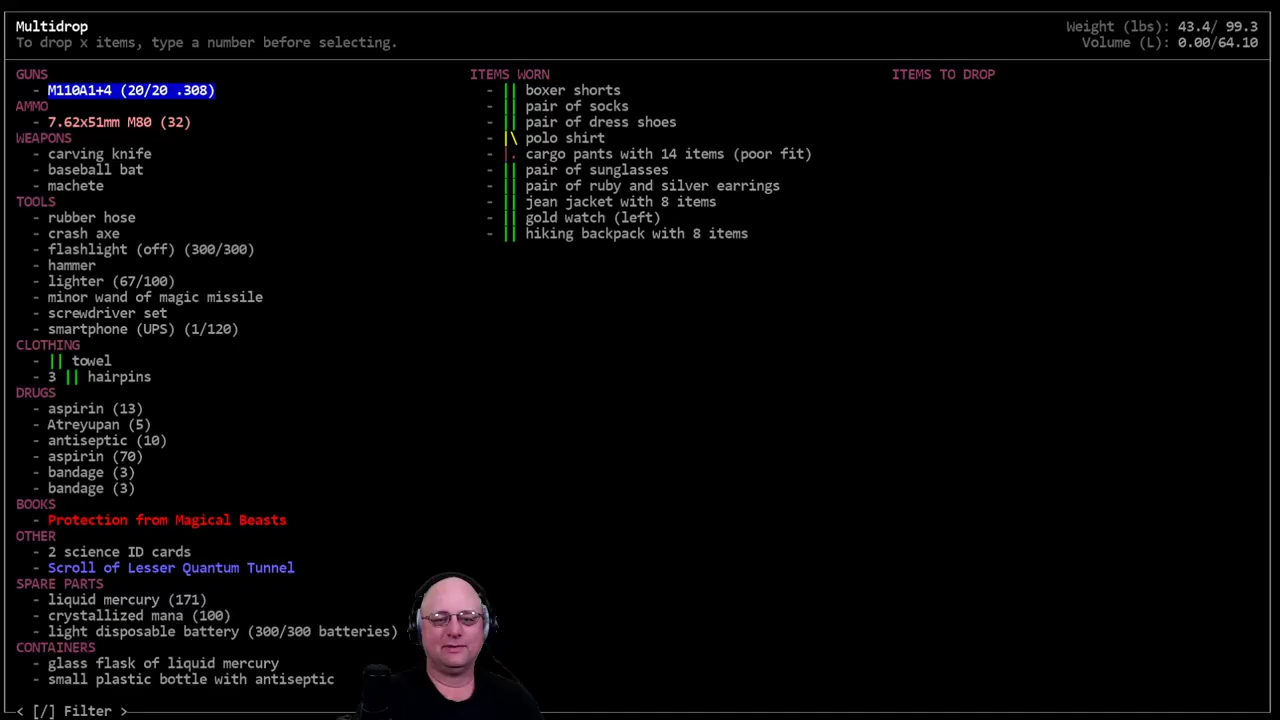 Multidrop
To drop x items, type a number before selecting.
Weight (lbs): 43.4/ 99.3
Volume (L): 0.00/64.10
GUNS
- M110A1+4 (20/20 .308)
AMMO
- 7.62x51mm M80 (32)
WEAPONS
- carving knife
- baseball bat
- machete
TOOLS
- rubber hose
- crash axe
- flashlight (off) (300/300)
- hammer
- lighter (67/100)
- minor wand of magic missile
- screwdriver set
- smartphone (UPS) (1/120)
CLOTHING
- || towel
- 3 || hairpins
DRUGS
- aspirin (13)
- Atreyupan (5)
- antiseptic (10)
- aspirin (70)
- bandage (3)
- bandage (3)
BOOKS
- Protection from Magical Beasts
OTHER
- 2 science ID cards
- Scroll of Lesser Quantum Tunnel
SPARE PARTS
- liquid mercury (171)
- crystallized mana (100)
- light disposable battery (300/300 batteries)
CONTAINERS
- glass flask of liquid mercury
- small plastic bottle with antiseptic
< [/] Filter >
ITEMS WORN
- || boxer shorts
- || pair of socks
- || pair of dress shoes
- |\ polo shirt
- |. cargo pants with 14 items (poor fit)
- || pair of sunglasses
- || pair of ruby and silver earrings
- || jean jacket with 8 items
- || gold watch (left)
- || hiking backpack with 8 items
ITEMS TO DROP